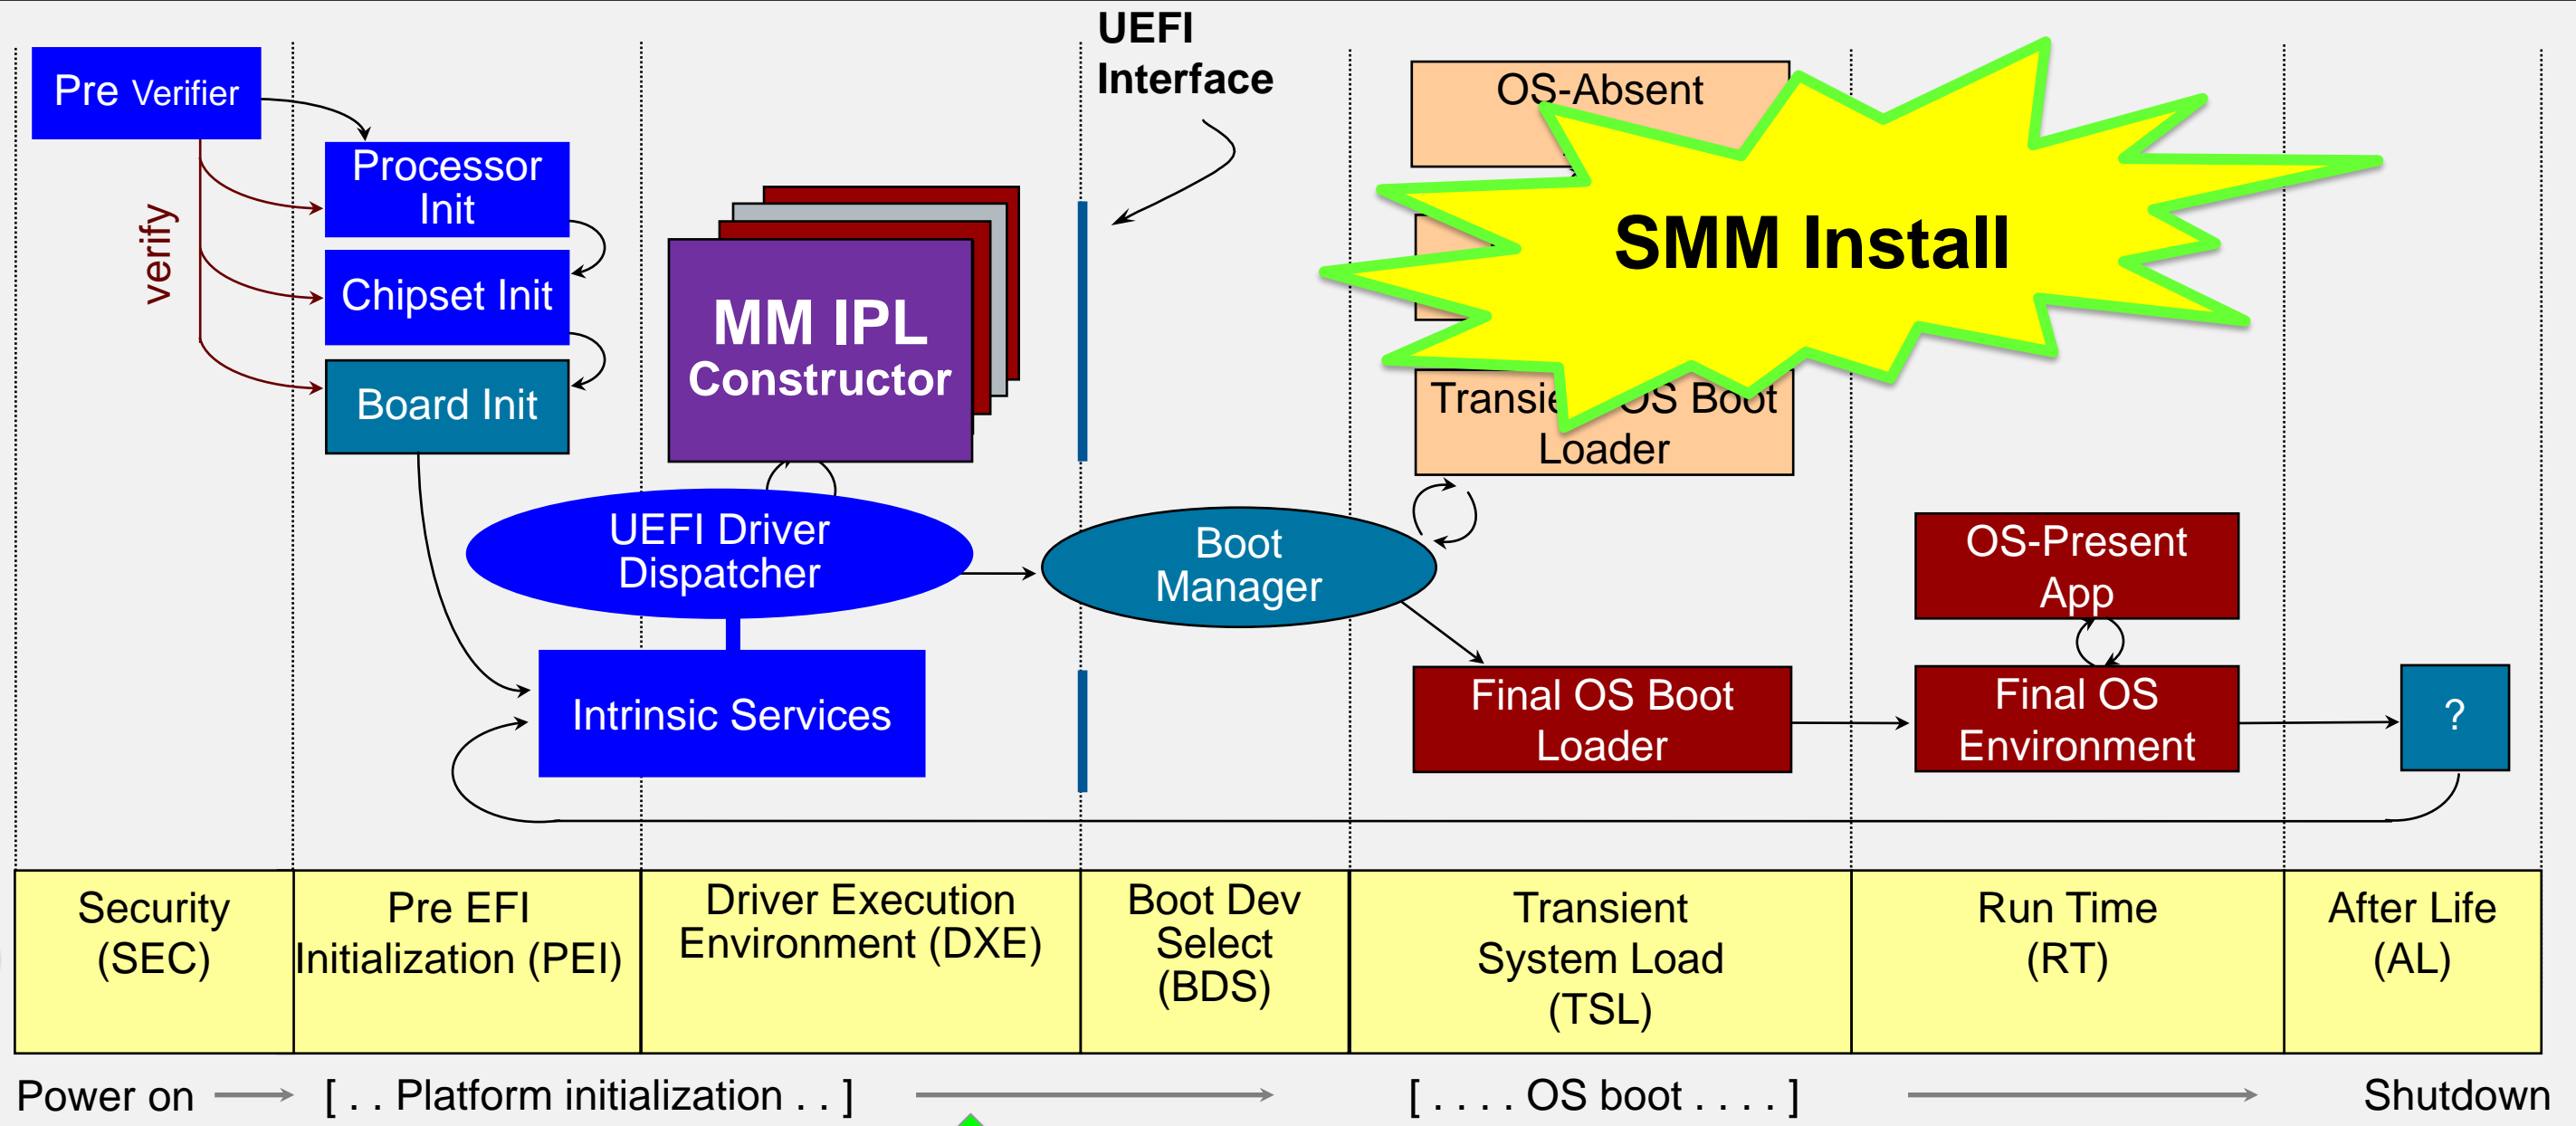 UEFI
Interface
Pre Verifier
Processor
Init
Chipset Init
Board Init
verify
MM IPL
Constructor
UEFI Driver
Dispatcher
Intrinsic Services
Boot
Manager
OS-Absent
SMM Install
OS Boot
Loader
Final OS Boot
Loader
OS-Present
App
Final OS
Environment
?
Security
(SEC)
Pre EFI
Initialization (PEI)
Driver Execution
Environment (DXE)
Boot Dev
Select
(BDS)
Transient
System Load
(TSL)
Run Time
(RT)
After Life
(AL)
Power on
[ . . Platform initialization . . ]
[ . . . . OS boot . . . . ]
Shutdown